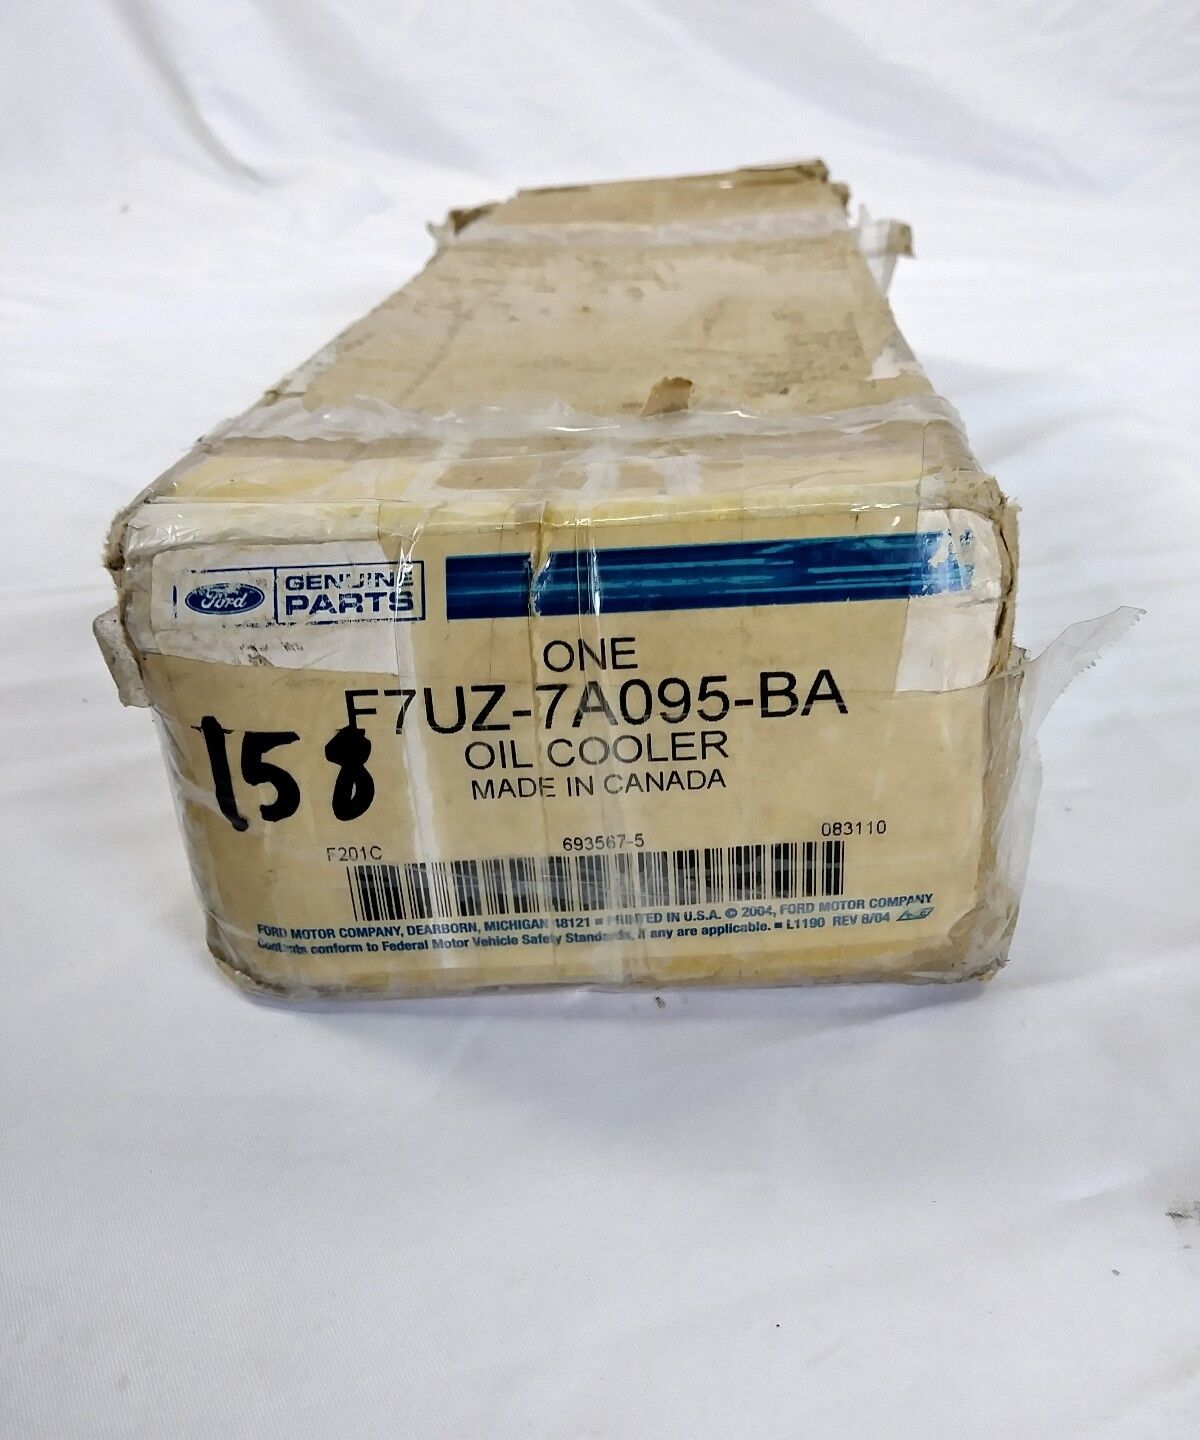 Ford
GENUINE
PARTS
ONE
F7UZ-7A095-BA
OIL COOLER
MADE IN CANADA
158
F201C 693567-5 083110
FORD MOTOR COMPANY, DEARBORN, MICHIGAN 48121 ■ PRINTED IN U.S.A. © 2004, FORD MOTOR COMPANY
Contents conform to Federal Motor Vehicle Safety Standards, if any are applicable. ■ L1190 REV 8/04